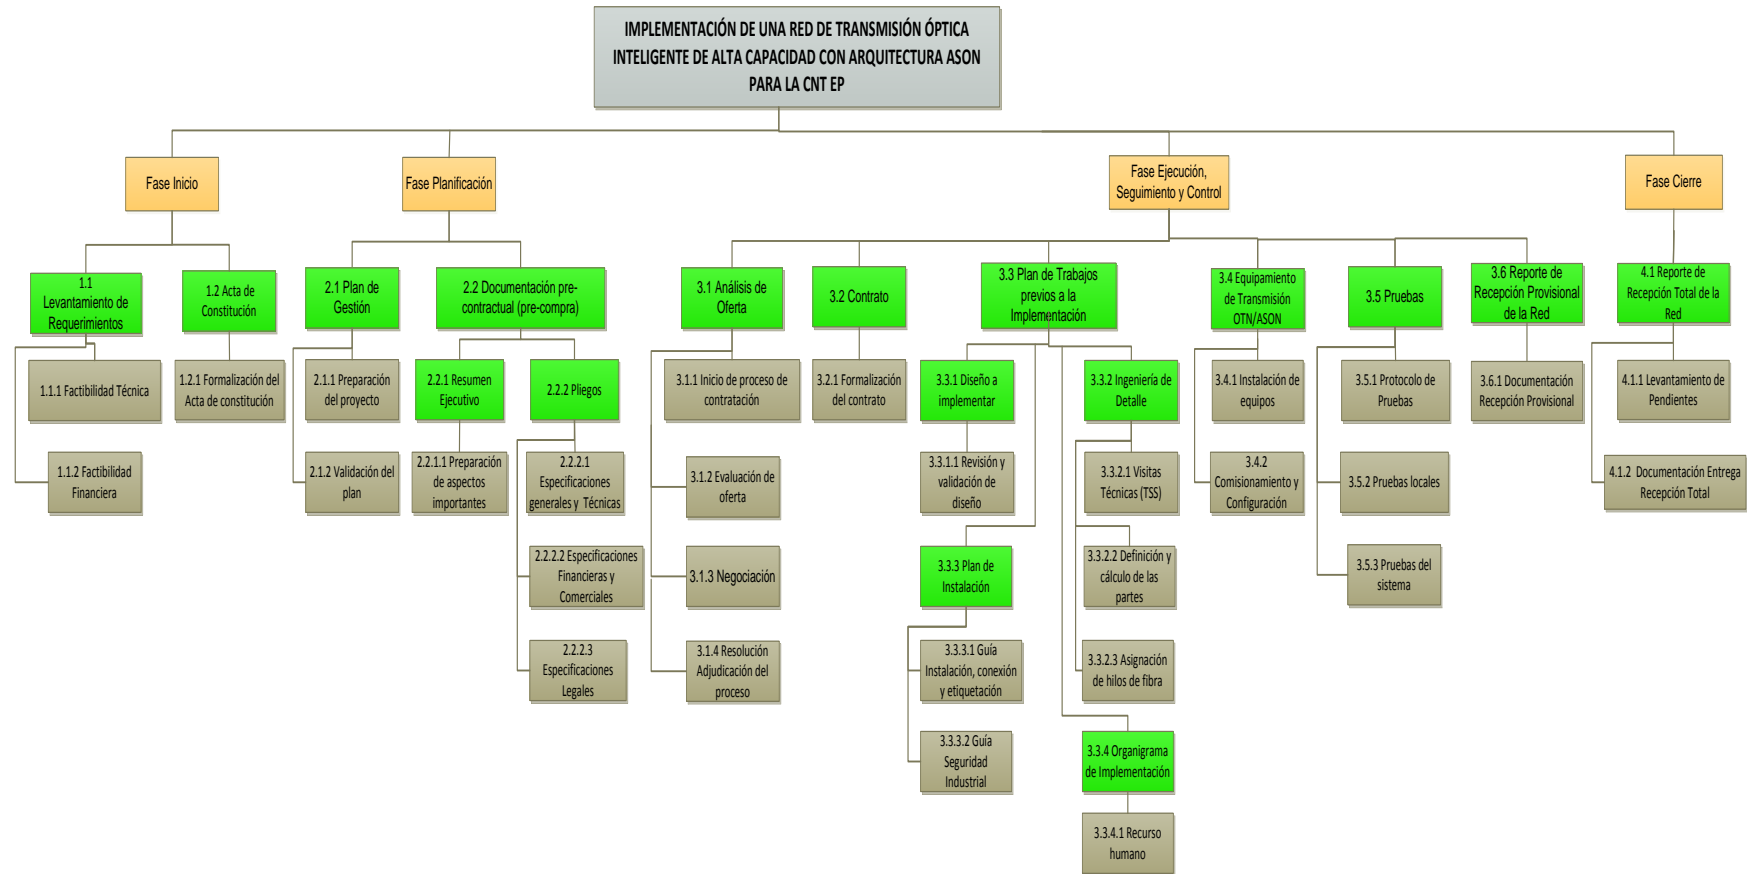 IMPLEMENTACIÓN DE UNA RED DE TRANSMISIÓN ÓPTICA
INTELIGENTE DE ALTA CAPACIDAD CON ARQUITECTURA ASON
PARA LA CNT EP
Fase Inicio
Fase Planificación
Fase Ejecución,
Seguimiento y Control
Fase Cierre
1.1
Levantamiento de
Requerimientos
1.2 Acta de
Constitución
2.1 Plan de
Gestión
2.2 Documentación pre-
contractual (pre-compra)
3.1 Análisis de
Oferta
3.2 Contrato
3.3 Plan de Trabajos
previos a la
Implementación
3.4 Equipamiento
de Transmisión
OTN/ASON
3.5 Pruebas
3.6 Reporte de
Recepción Provisional
de la Red
4.1 Reporte de
Recepción Total de la
Red
1.1.1 Factibilidad Técnica
1.2.1 Formalización del
Acta de constitución
2.1.1 Preparación
del proyecto
2.2.1 Resumen
Ejecutivo
2.2.2 Pliegos
3.1.1 Inicio de proceso de
contratación
3.2.1 Formalización
del contrato
3.3.1 Diseño a
implementar
3.3.2 Ingeniería de
Detalle
3.4.1 Instalación de
equipos
3.5.1 Protocolo de
Pruebas
3.6.1 Documentación
Recepción Provisional
4.1.1 Levantamiento de
Pendientes
1.1.2 Factibilidad
Financiera
2.1.2 Validación del
plan
2.2.1.1 Preparación
de aspectos
importantes
2.2.2.1
Especificaciones
generales y  Técnicas
3.1.2 Evaluación de
oferta
3.3.1.1 Revisión y
validación de
diseño
3.3.2.1 Visitas
Técnicas (TSS)
3.4.2
Comisionamiento y
Configuración
3.5.2 Pruebas locales
4.1.2  Documentación Entrega
Recepción Total
2.2.2.2 Especificaciones
Financieras y
Comerciales
3.1.3 Negociación
3.3.3 Plan de
Instalación
3.3.2.2 Definición y
cálculo de las
partes
3.5.3 Pruebas del
sistema
2.2.2.3
Especificaciones
Legales
3.1.4 Resolución
Adjudicación del
proceso
3.3.3.1 Guía
Instalación, conexión
y etiquetación
3.3.2.3 Asignación
de hilos de fibra
3.3.3.2 Guía
Seguridad
Industrial
3.3.4 Organigrama
de Implementación
3.3.4.1 Recurso
humano